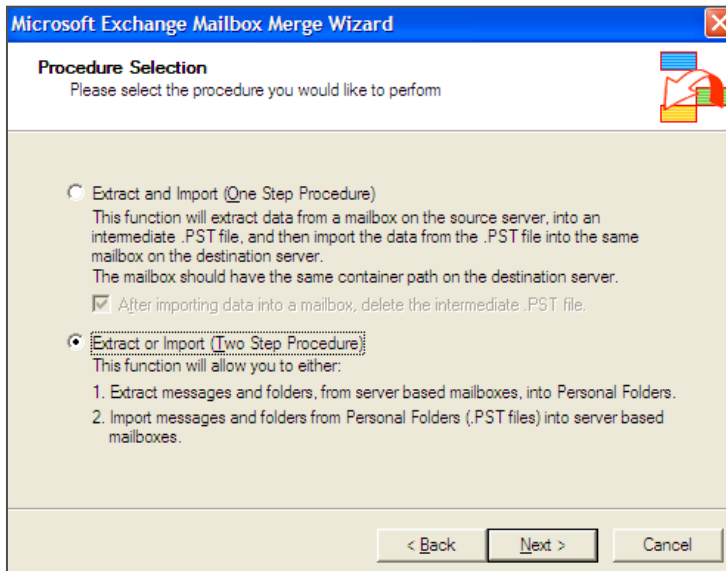 Microsoft Exchange Mailbox Merge Wizard
Procedure Selection
Please select the procedure you would like to perform
Extract and Import (One Step Procedure)
This function will extract data from a mailbox on the source server, into an
intermediate .PST file, and then import the data from the .PST file into the same
mailbox on the destination server.
The mailbox should have the same container path on the destination server.
After importing data into a mailbox, delete the intermediate .PST file.
Extract or Import (Two Step Procedure)
This function will allow you to either:
1. Extract messages and folders, from server based mailboxes, into Personal Folders.
2. Import messages and folders from Personal Folders (.PST files) into server based
mailboxes.
< Back Next > Cancel